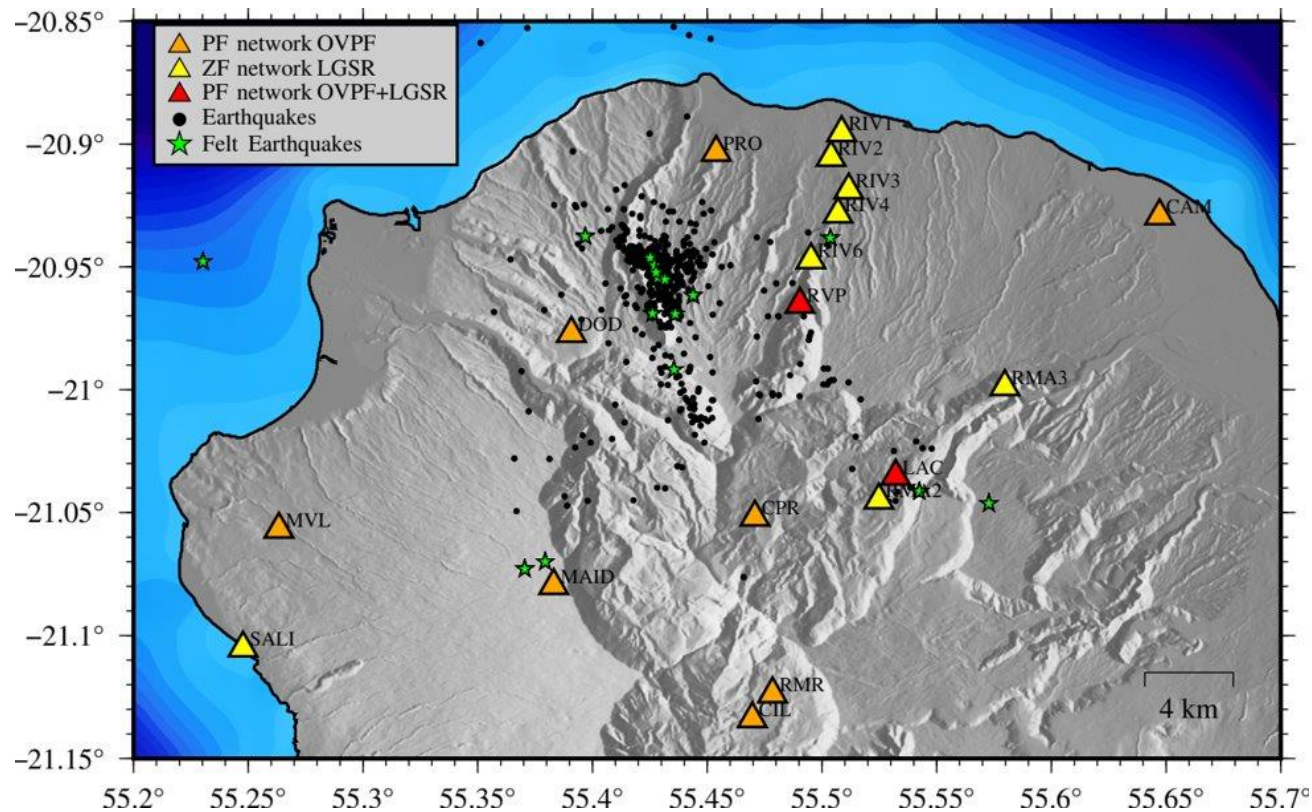 −20.85°
PF network OVPF
ZF network LGSR
PF network OVPF+LGSR
Earthquakes
Felt Earthquakes
RIV1
−20.9°
PRO
RIV2
RIV3
RIV4
CAM
−20.95°
RIV6
RVP
DOD
−21°
RMA3
LAC
RMA2
−21.05°
MVL
CPR
MAID
−21.1°
SALI
RMR
4 km
CIL
−21.15°
55.2° 55.25° 55.3° 55.35° 55.4° 55.45° 55.5° 55.55° 55.6° 55.65° 55.7°